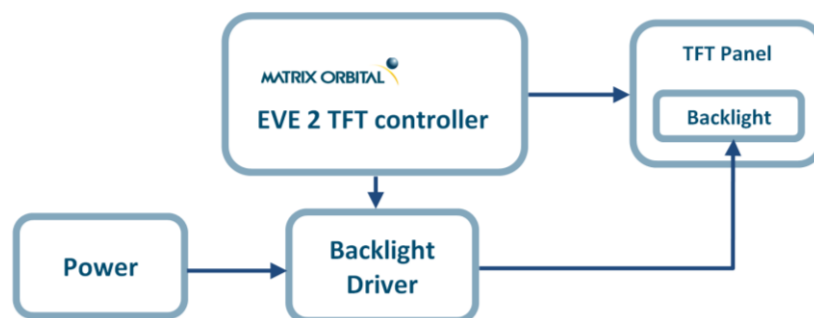 MATRIX ORBITAL
EVE 2 TFT controller
TFT Panel
Backlight
Power
Backlight
Driver